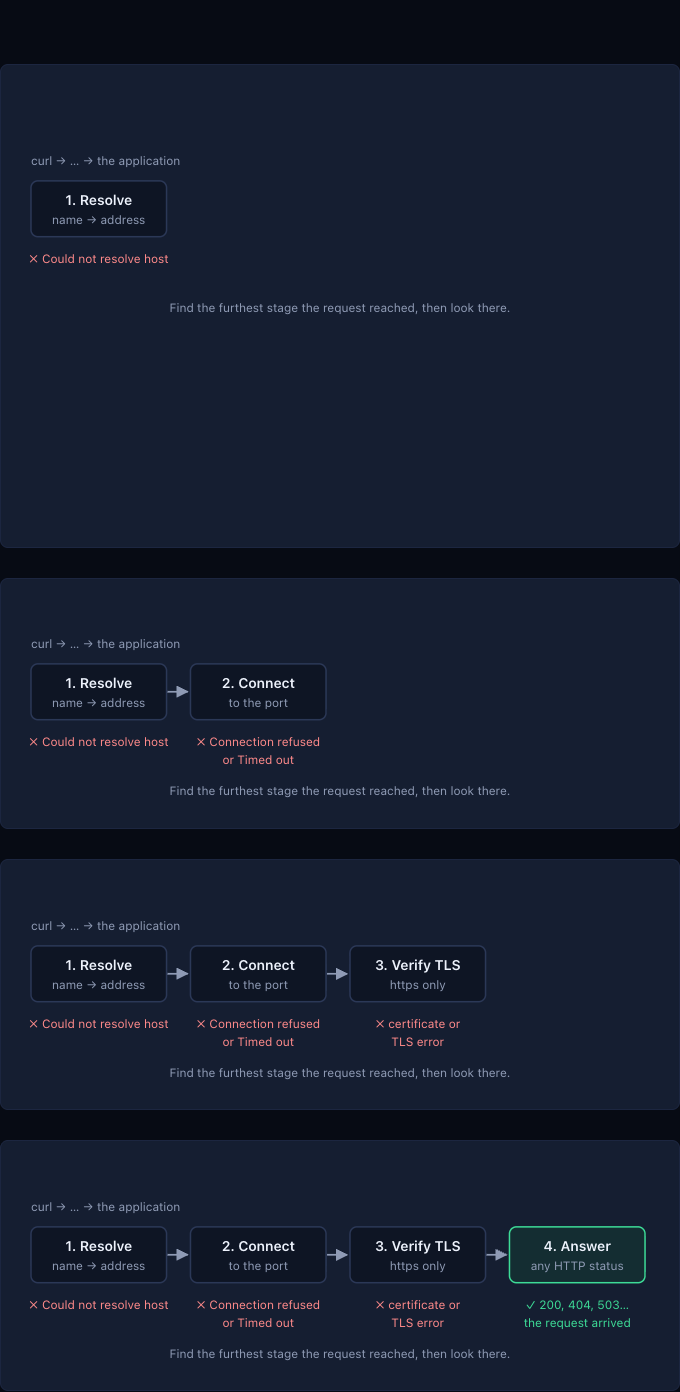 curl → ... → the application
1. Resolve
name → address
✕ Could not resolve host
Find the furthest stage the request reached, then look there.
curl → ... → the application
1. Resolve
name → address
2. Connect
to the port
✕ Could not resolve host
✕ Connection refused
or Timed out
Find the furthest stage the request reached, then look there.
curl → ... → the application
1. Resolve
name → address
2. Connect
to the port
3. Verify TLS
https only
✕ Could not resolve host
✕ Connection refused
or Timed out
✕ certificate or
TLS error
Find the furthest stage the request reached, then look there.
curl → ... → the application
1. Resolve
name → address
2. Connect
to the port
3. Verify TLS
https only
4. Answer
any HTTP status
✕ Could not resolve host
✕ Connection refused
or Timed out
✕ certificate or
TLS error
✓ 200, 404, 503...
the request arrived
Find the furthest stage the request reached, then look there.